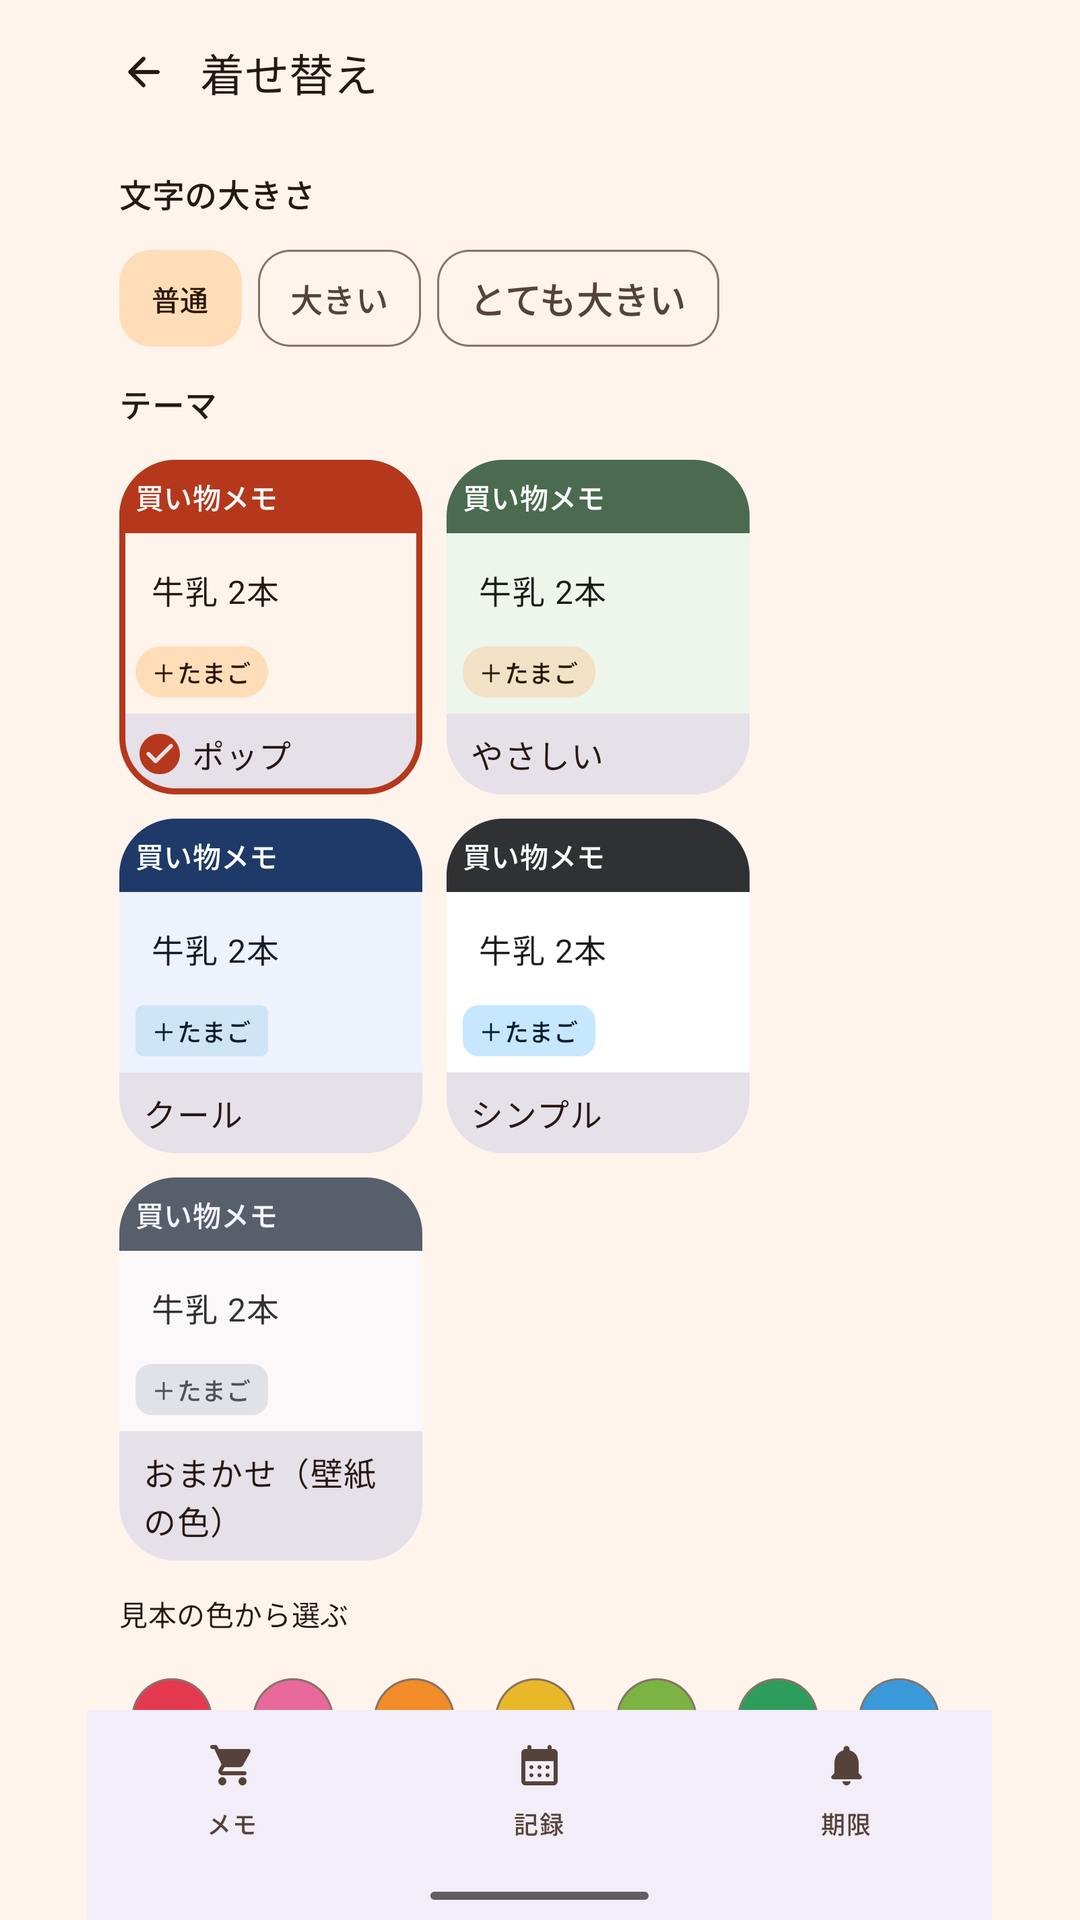 着せ替え
文字の大きさ
普通 大きい とても大きい
テーマ
買い物メモ
牛乳 2本
+たまご
ポップ
買い物メモ
牛乳 2本
+たまご
やさしい
買い物メモ
牛乳 2本
+たまご
クール
買い物メモ
牛乳 2本
+たまご
シンプル
買い物メモ
牛乳 2本
+たまご
おまかせ（壁紙
の色）
見本の色から選ぶ
メモ 記録 期限